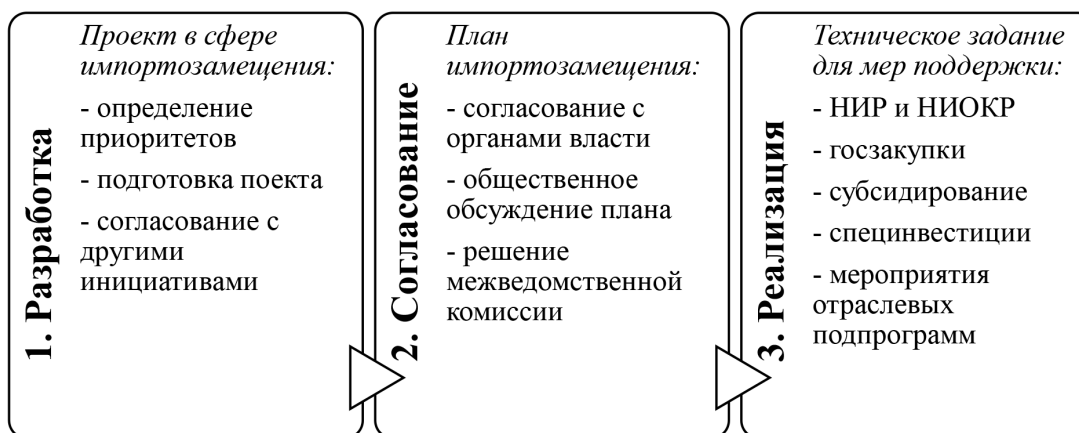 1. Разработка
Проект в сфере
импортозамещения:
- определение
приоритетов
- подготовка поекта
- согласование с
другими
инициативами
2. Согласование
План
импортозамещения:
- согласование с
органами власти
- общественное
обсуждение плана
- решение
межведомственной
комиссии
3. Реализация
Техническое задание
для мер поддержки:
- НИР и НИОКР
- госзакупки
- субсидирование
- специнвестиции
- мероприятия
отраслевых
подпрограмм